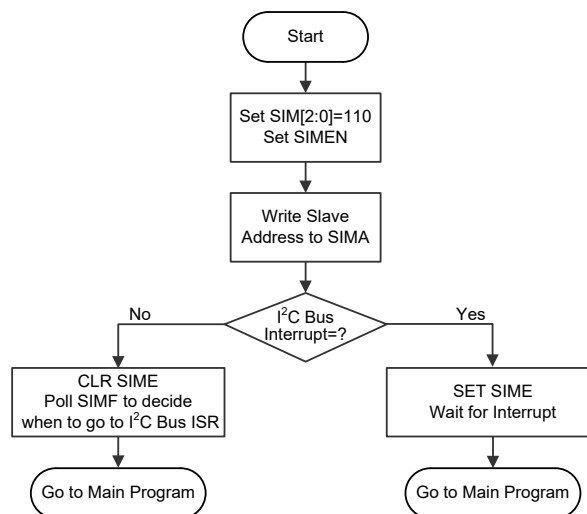 Start
Set SIM[2:0]=110
Set SIMEN
Write Slave
Address to SIMA
I²C Bus
Interrupt=?
No
Yes
CLR SIME
Poll SIMF to decide
when to go to I²C Bus ISR
SET SIME
Wait for Interrupt
Go to Main Program
Go to Main Program